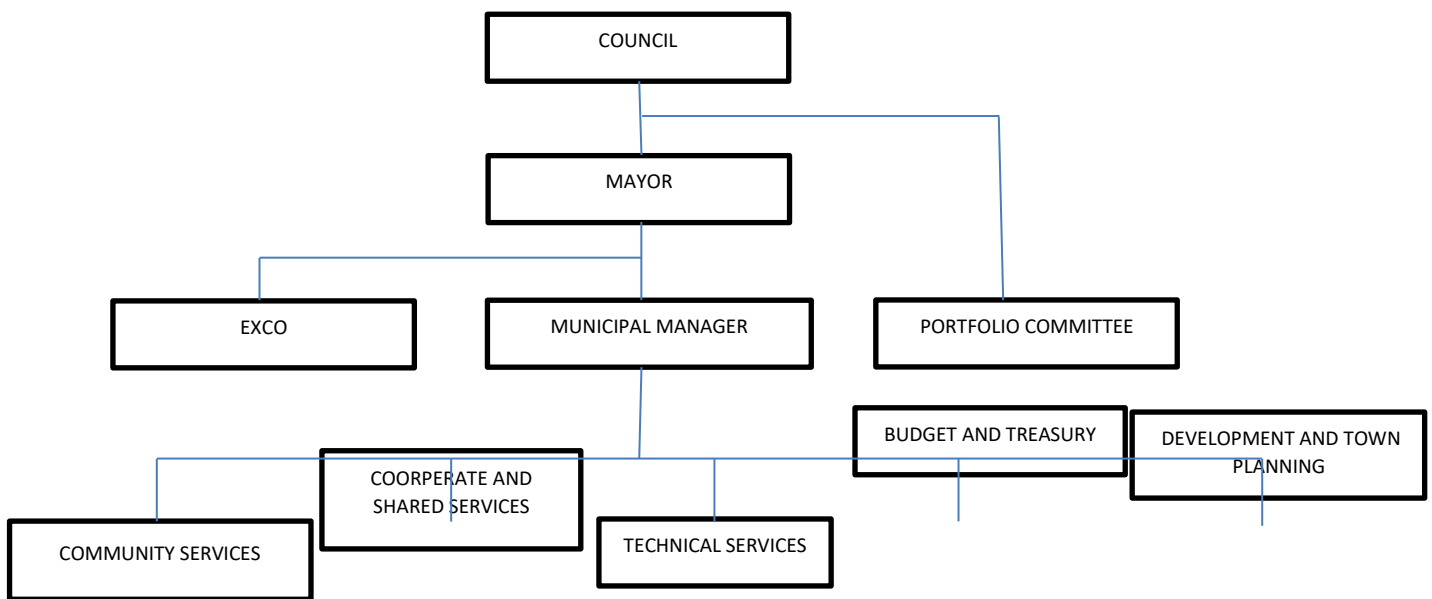 COUNCIL
MAYOR
EXCO
MUNICIPAL MANAGER
PORTFOLIO COMMITTEE
BUDGET AND TREASURY
DEVELOPMENT AND TOWN
PLANNING
COORPERATE AND
SHARED SERVICES
COMMUNITY SERVICES
TECHNICAL SERVICES